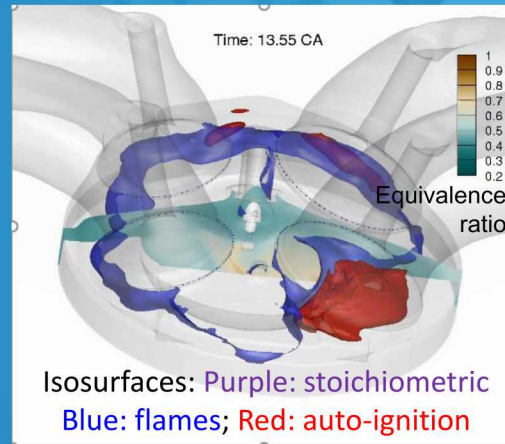 Time: 13.55 CA
1
0.9
0.8
0.7
0.6
0.5
0.4
0.3
0.2
Equivalence
ratio
Isosurfaces: Purple: stoichiometric
Blue: flames; Red: auto-ignition